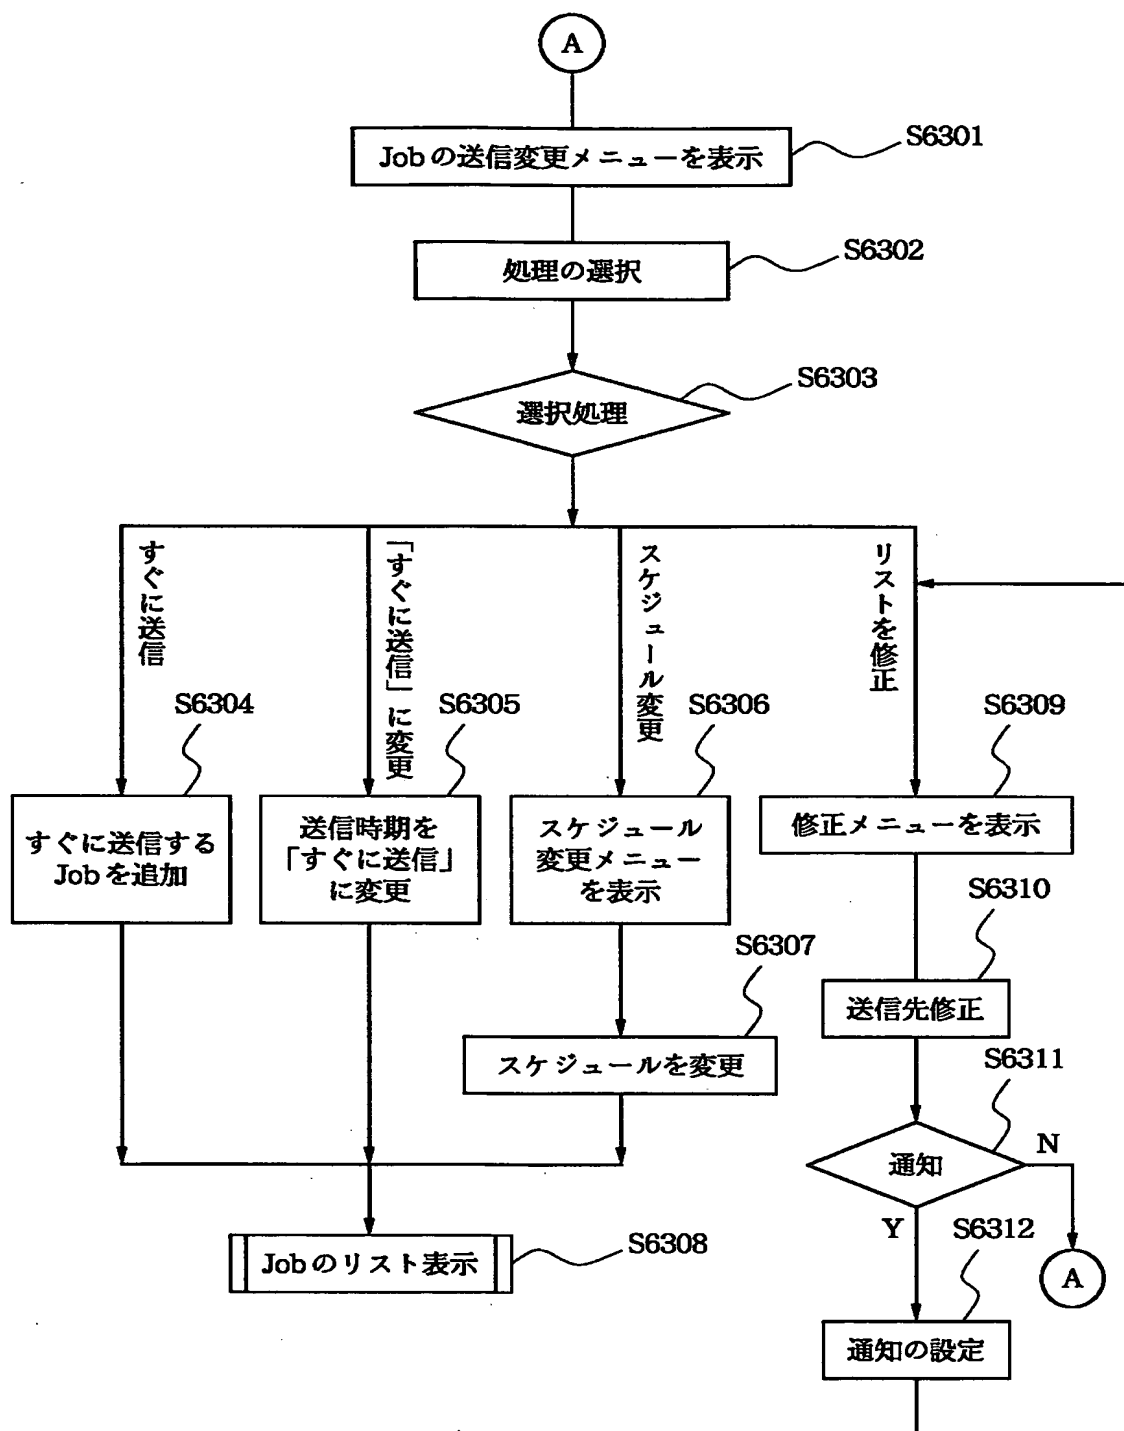 A
Jobの送信変更メニューを表示
S6301
処理の選択
S6302
選択処理
S6303
すぐに送信
「すぐに送信」に変更
スケジュール変更
リストを修正
S6304
すぐに送信する
Jobを追加
S6305
送信時期を
「すぐに送信」
に変更
S6306
スケジュール
変更メニュー
を表示
S6309
修正メニューを表示
S6307
スケジュールを変更
S6310
送信先修正
S6311
通知
N
Y
A
S6308
Jobのリスト表示
S6312
通知の設定